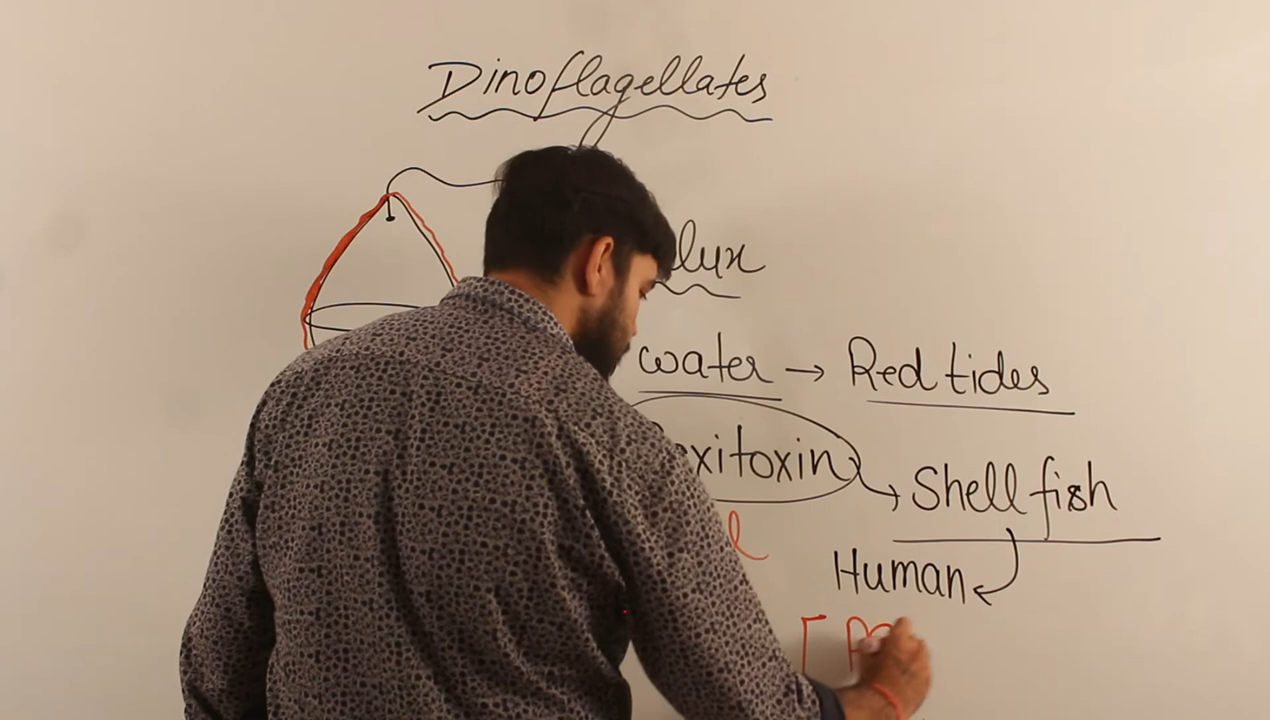 Dinoflagellates
lux
water → Red tides
xitoxin → Shell fish
Human